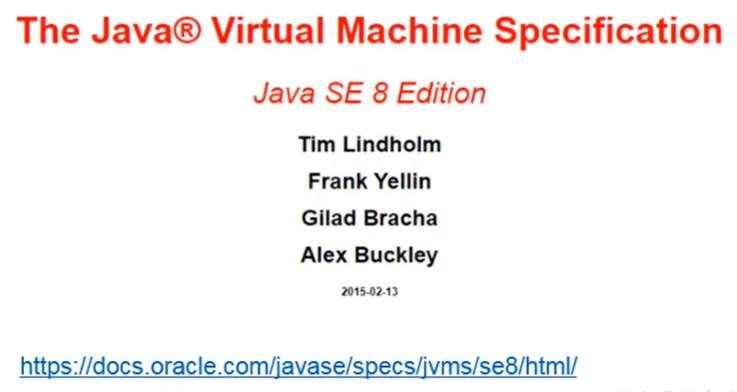 The Java® Virtual Machine Specification
Java SE 8 Edition
Tim Lindholm
Frank Yellin
Gilad Bracha
Alex Buckley
2015-02-13
https://docs.oracle.com/javase/specs/jvms/se8/html/